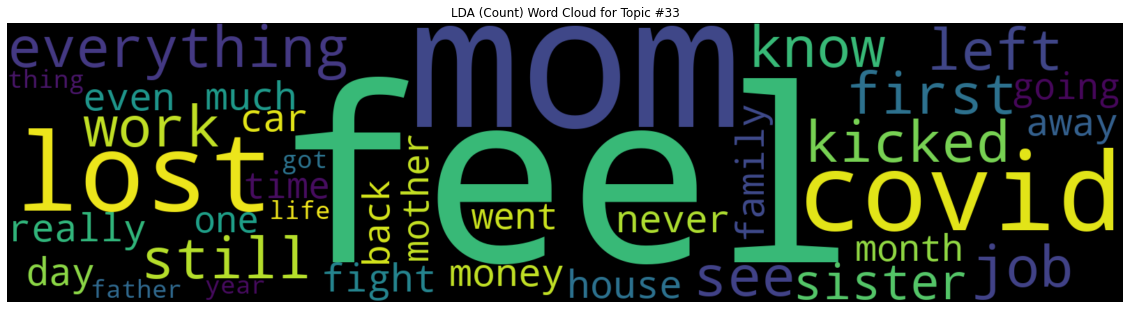 LDA (Count) Word Cloud for Topic #33
everything
mom
know
left
thing
even
much
first
going
work
car
feel
family
away
lost
got
mother
kicked
time
back
covid
really
one
life
went
never
still
month
day
fight
money
house
see
sister
job
father
year